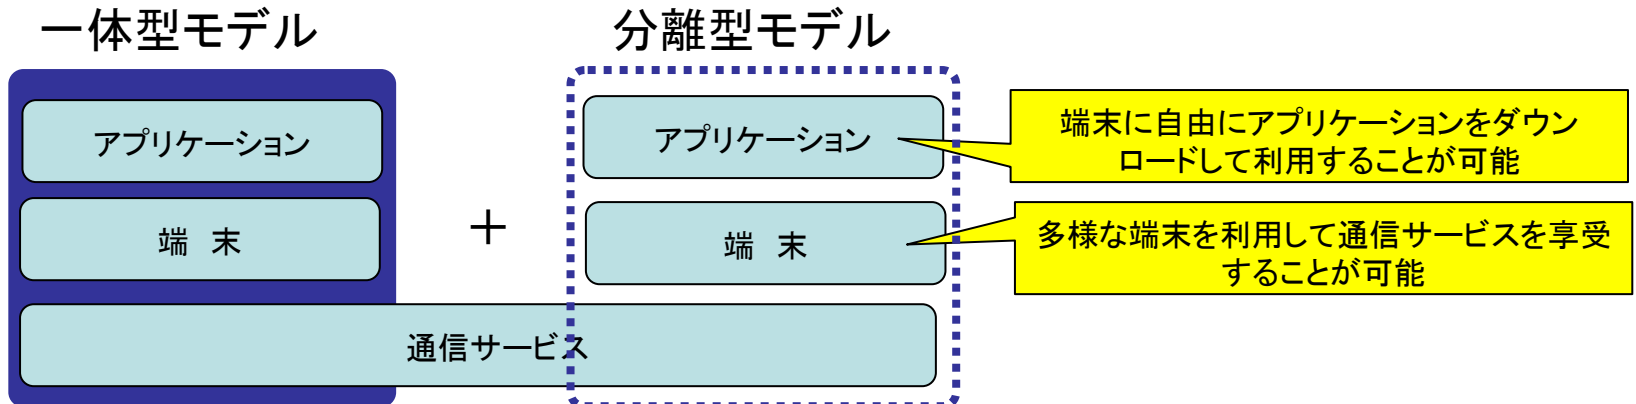 一体型モデル
分離型モデル
アプリケーション
端　末
＋
アプリケーション
端　末
通信サービス
端末に自由にアプリケーションをダウン
ロードして利用することが可能
多様な端末を利用して通信サービスを享受
することが可能